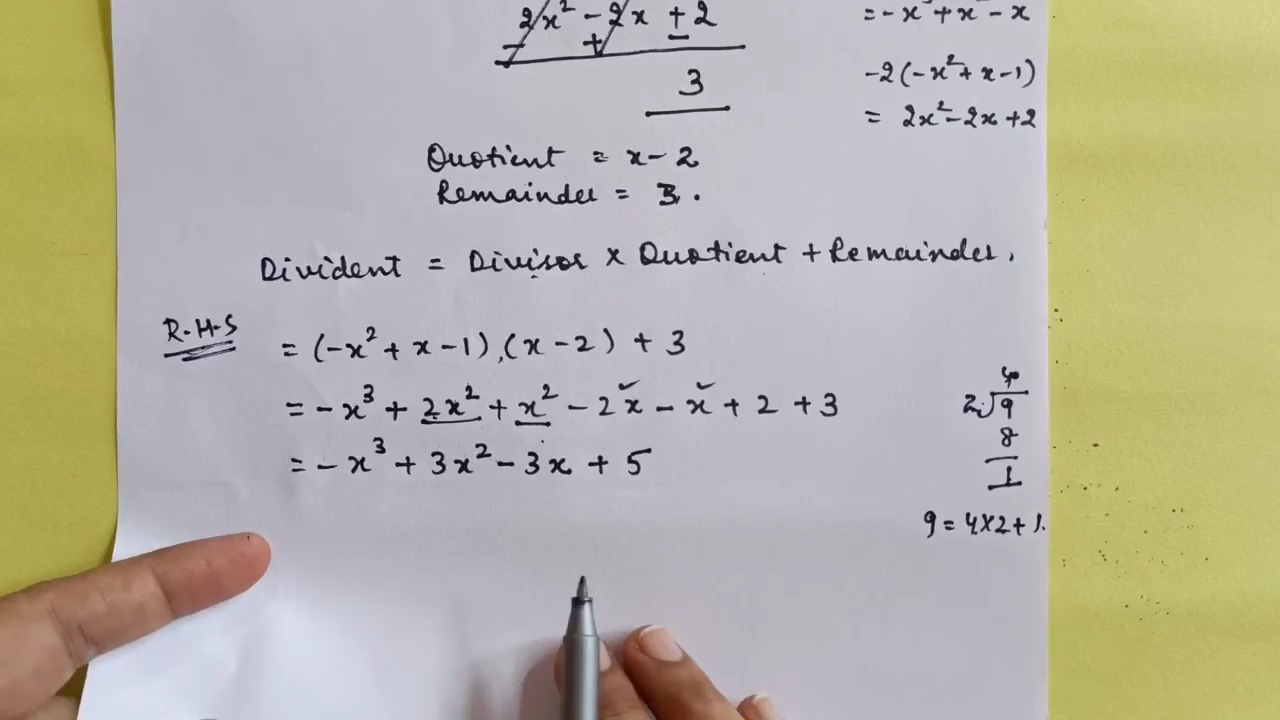 2x² - 2x + 2
- + -
3
= -x³ + x² - x
-2(-x² + x - 1)
= 2x² - 2x + 2
Quotient = x - 2
Remainder = 3.
Divident = Divisor × Quotient + Remainder.
R.H.S
= (-x² + x - 1), (x - 2) + 3
= -x³ + 2x² + x² - 2x - x + 2 + 3
= -x³ + 3x² - 3x + 5
4
2)9
8
1
9 = 4×2 + 1.